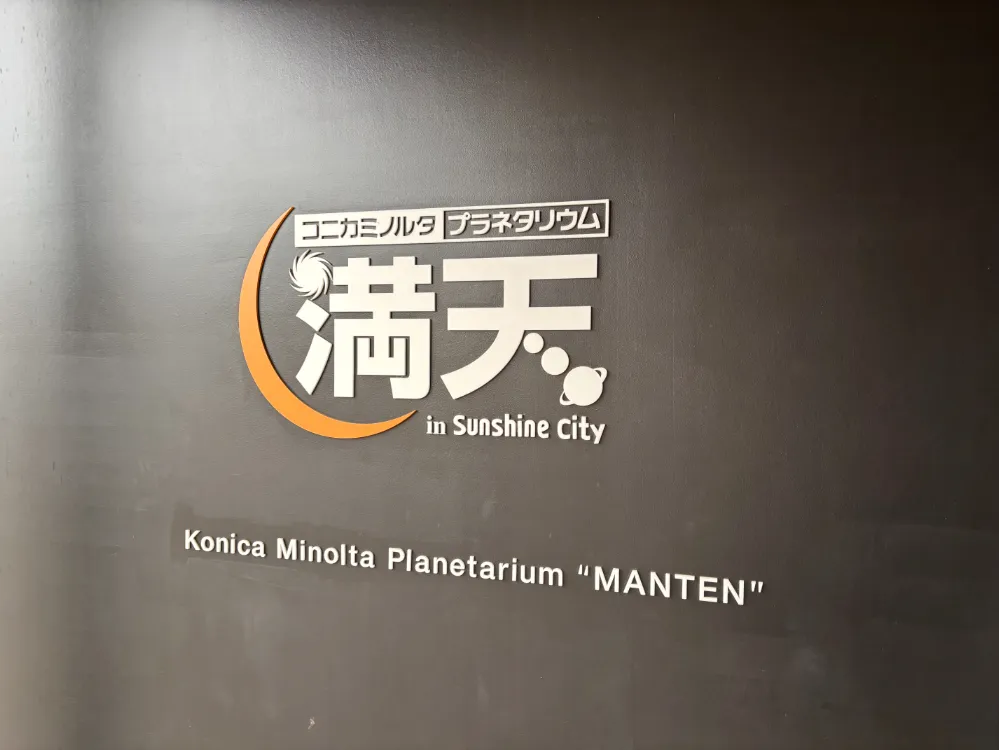 コニカミノルタ プラネタリウム
満天
in Sunshine City
Konica Minolta Planetarium “MANTEN”